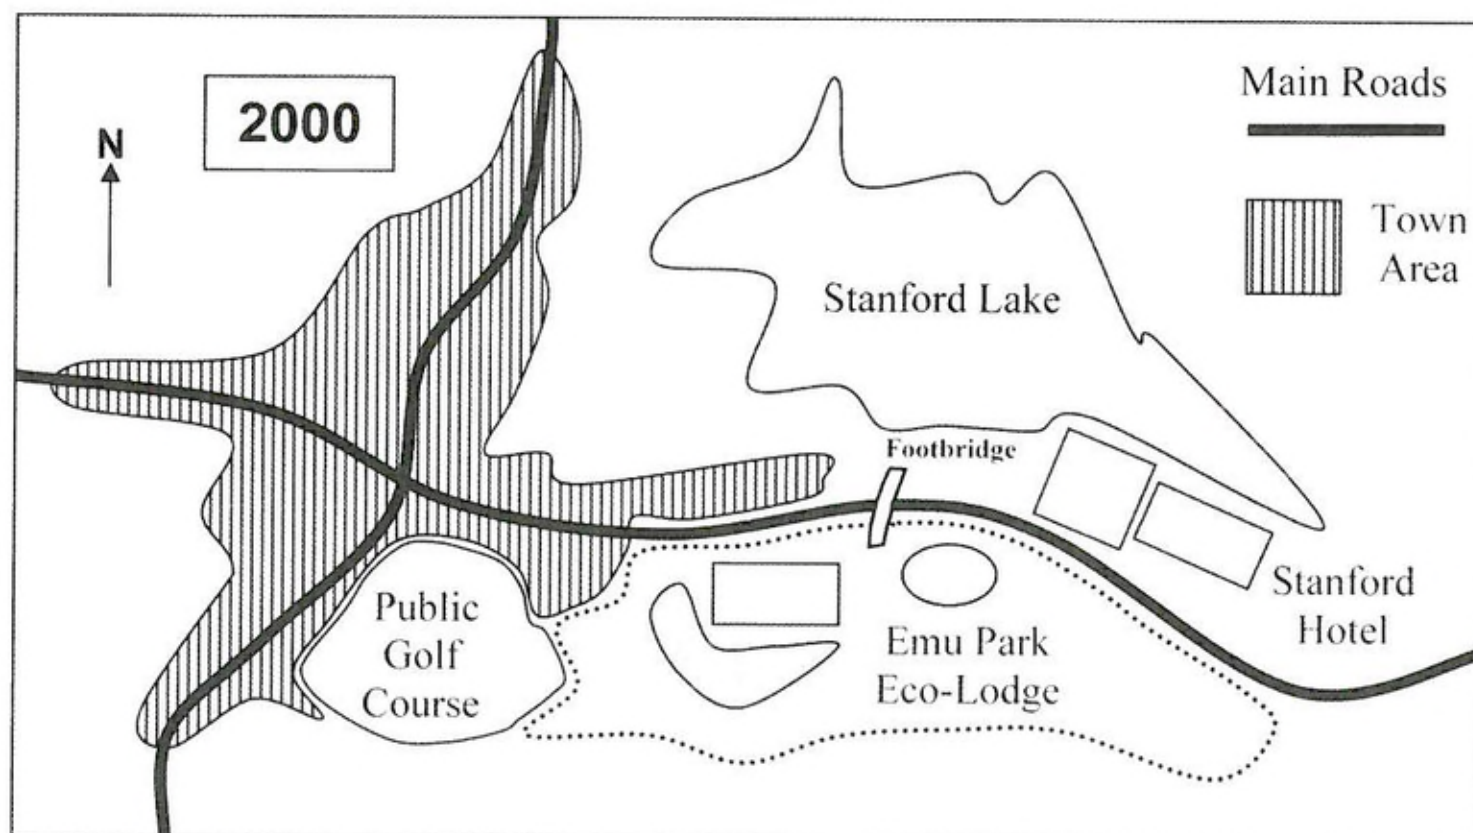 2000
N
Main Roads
Town
Area
Stanford Lake
Footbridge
Stanford
Hotel
Public
Golf
Course
Emu Park
Eco-Lodge